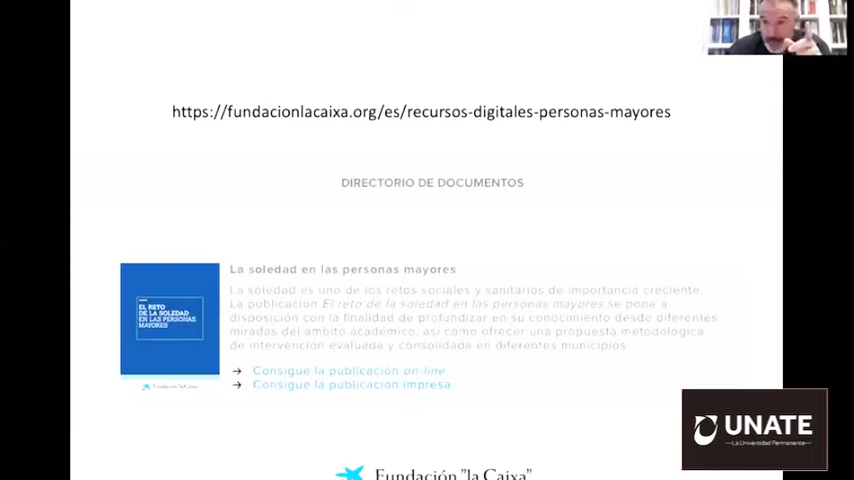 https://fundacionlacaixa.org/es/recursos-digitales-personas-mayores
DIRECTORIO DE DOCUMENTOS
La soledad en las personas mayores
La soledad es uno de los retos sociales y sanitarios de importancia creciente.
La publicación El reto de la soledad en las personas mayores se pone a
disposición con la finalidad de profundizar en su conocimiento desde diferentes
miradas del ámbito académico, así como ofrecer una propuesta metodológica
de intervención evaluada y consolidada en diferentes municipios
→ Consigue la publicación on-line
→ Consigue la publicación impresa
EL RETO
DE LA SOLEDAD
EN LAS PERSONAS
MAYORES
Fundación "la Caixa"
UNATE
La Universidad Permanente
Fundación "la Caixa"